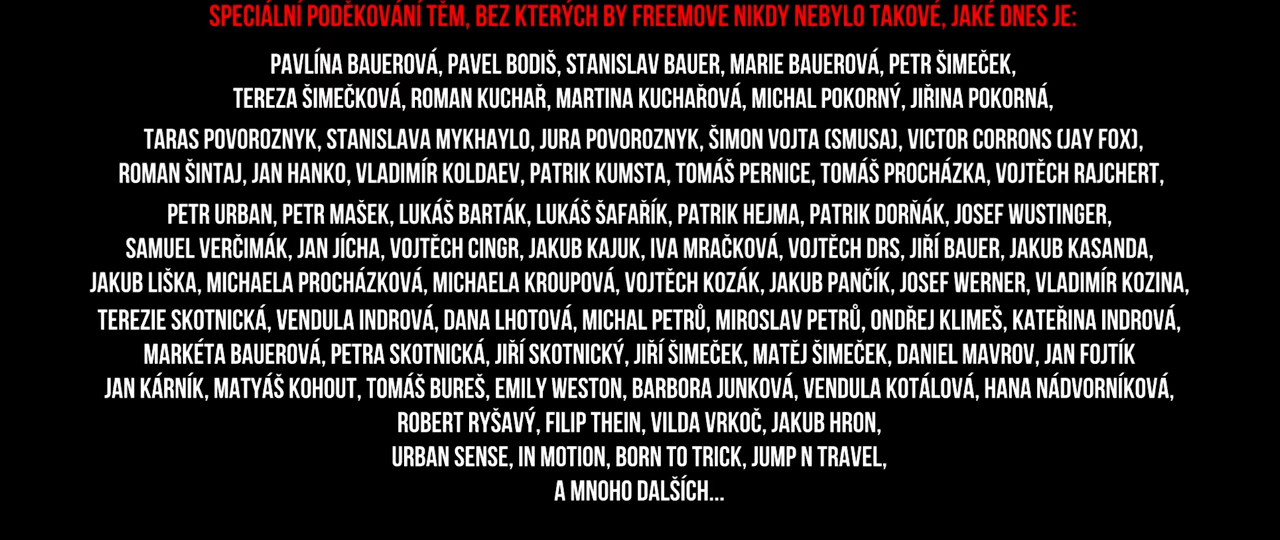 SPECIÁLNÍ PODĚKOVÁNÍ TĚM, BEZ KTERÝCH BY FREEMOVE NIKDY NEBYLO TAKOVÉ, JAKÉ DNES JE:
PAVLÍNA BAUEROVÁ, PAVEL BODIŠ, STANISLAV BAUER, MARIE BAUEROVÁ, PETR ŠIMEČEK,
TEREZA ŠIMEČKOVÁ, ROMAN KUCHAŘ, MARTINA KUCHAŘOVÁ, MICHAL POKORNÝ, JIŘINA POKORNÁ,
TARAS POVOROZNYK, STANISLAVA MYKHAYLO, JURA POVOROZNYK, ŠIMON VOJTA (SMUSA), VICTOR CORRONS (JAY FOX),
ROMAN ŠINTAJ, JAN HANKO, VLADIMÍR KOLDAEV, PATRIK KUMSTA, TOMÁŠ PERNICE, TOMÁŠ PROCHÁZKA, VOJTĚCH RAJCHERT,
PETR URBAN, PETR MAŠEK, LUKÁŠ BARTÁK, LUKÁŠ ŠAFAŘÍK, PATRIK HEJMA, PATRIK DORŇÁK, JOSEF WUSTINGER,
SAMUEL VERČIMÁK, JAN JÍCHA, VOJTĚCH CINGR, JAKUB KAJUK, IVA MRAČKOVÁ, VOJTĚCH DRS, JIŘÍ BAUER, JAKUB KASANDA,
JAKUB LIŠKA, MICHAELA PROCHÁZKOVÁ, MICHAELA KROUPOVÁ, VOJTĚCH KOZÁK, JAKUB PANČÍK, JOSEF WERNER, VLADIMÍR KOZINA,
TEREZIE SKOTNICKÁ, VENDULA INDROVÁ, DANA LHOTOVÁ, MICHAL PETRŮ, MIROSLAV PETRŮ, ONDŘEJ KLIMEŠ, KATEŘINA INDROVÁ,
MARKÉTA BAUEROVÁ, PETRA SKOTNICKÁ, JIŘÍ SKOTNICKÝ, JIŘÍ ŠIMEČEK, MATĚJ ŠIMEČEK, DANIEL MAVROV, JAN FOJTÍK
JAN KÁRNÍK, MATYÁŠ KOHOUT, TOMÁŠ BUREŠ, EMILY WESTON, BARBORA JUNKOVÁ, VENDULA KOTÁLOVÁ, HANA NÁDVORNÍKOVÁ,
ROBERT RYŠAVÝ, FILIP THEIN, VILDA VRKOČ, JAKUB HRON,
URBAN SENSE, IN MOTION, BORN TO TRICK, JUMP N TRAVEL,
A MNOHO DALŠÍCH...